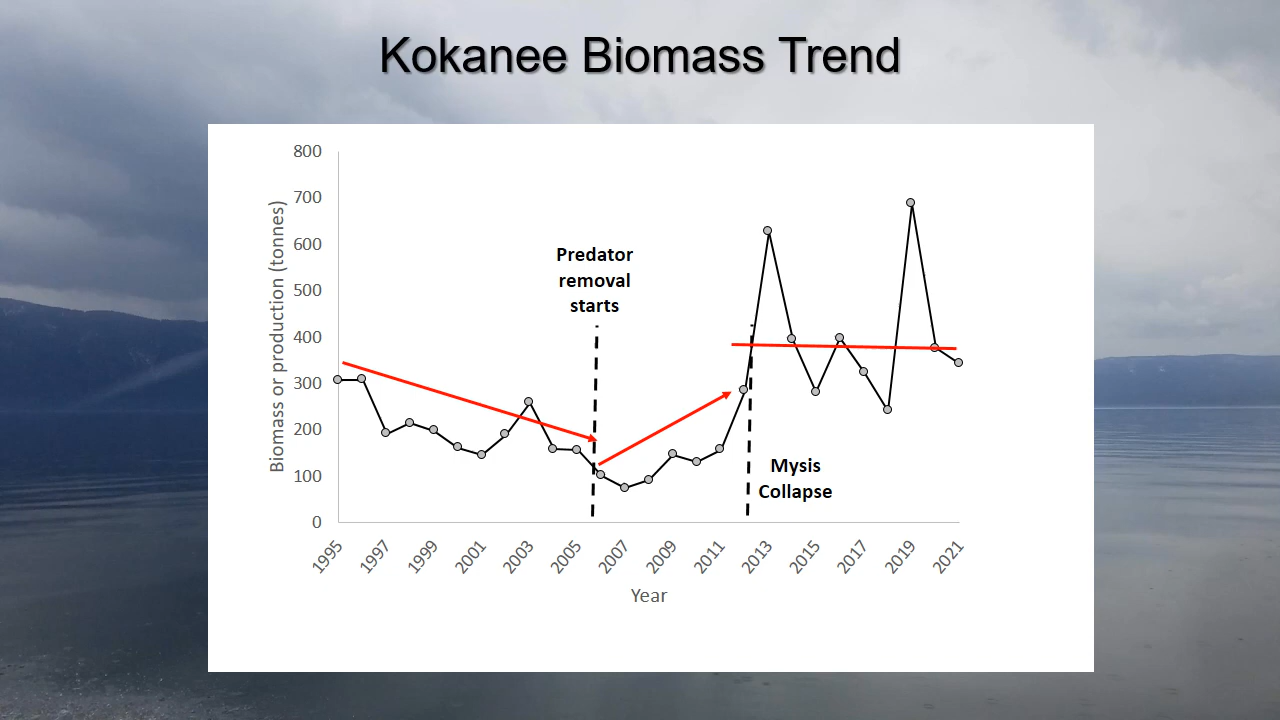 Kokanee Biomass Trend
800
700
600
500
400
300
200
100
0
Biomass or production (tonnes)
Predator
removal
starts
Mysis
Collapse
1995
1997
1999
2001
2003
2005
2007
2009
2011
2013
2015
2017
2019
2021
Year